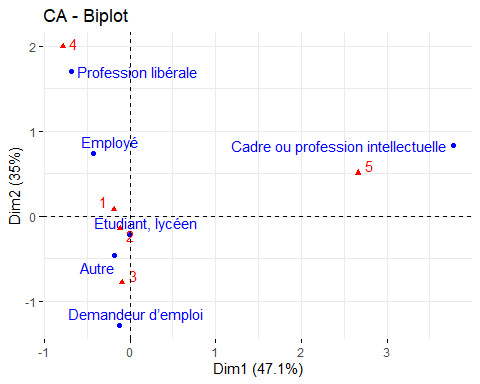 CA - Biplot
4
Profession libérale
Employé
Cadre ou profession intellectuelle
5
1
Etudiant, lycéen
2
Autre
3
Demandeur d'emploi
2
1
0
-1
-1
0
1
2
3
Dim1 (47.1%)
Dim2 (35%)